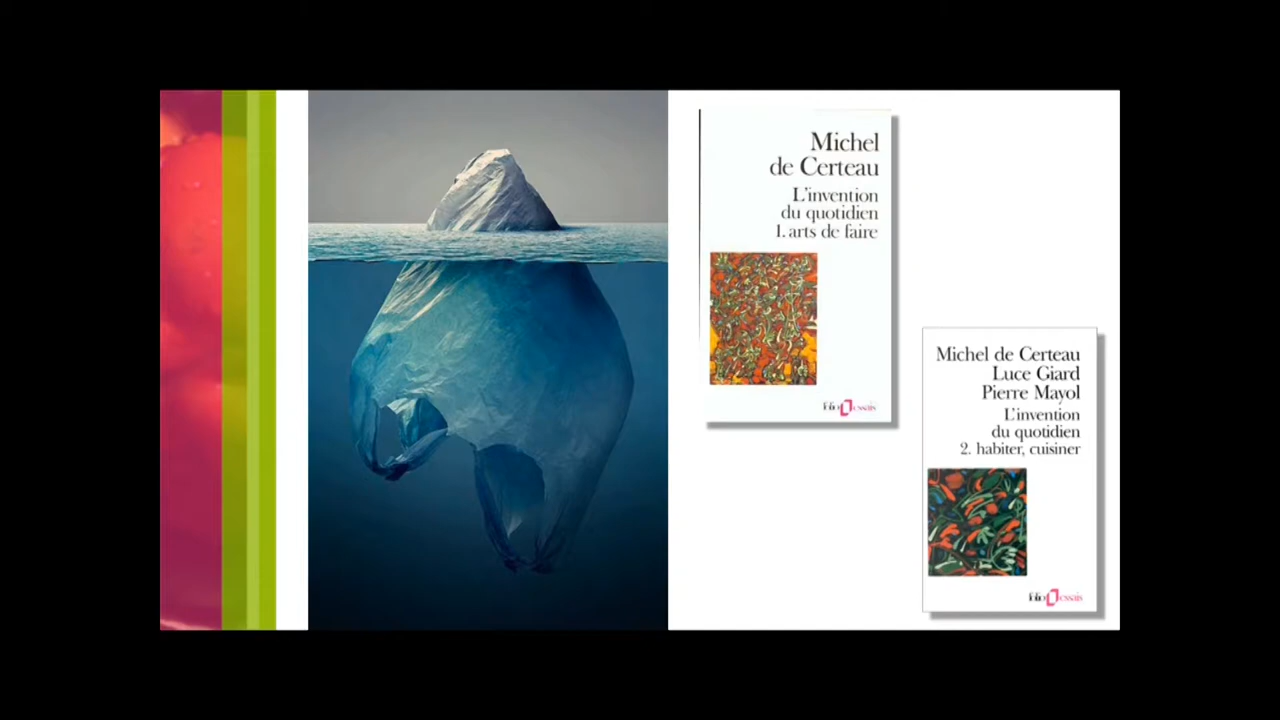 Michel
de Certeau
L'invention
du quotidien
1. arts de faire
folio essais
Michel de Certeau
Luce Giard
Pierre Mayol
L'invention
du quotidien
2. habiter, cuisiner
folio essais